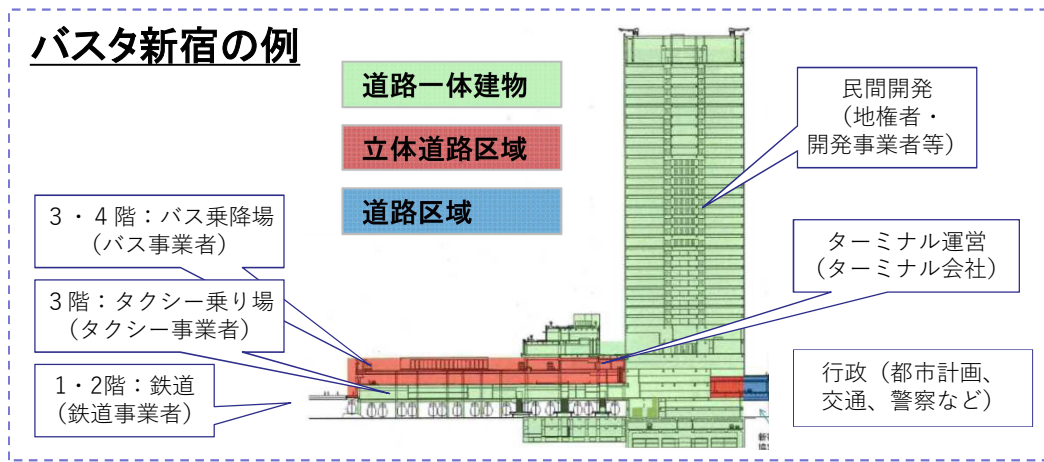 バスタ新宿の例
道路一体建物
立体道路区域
道路区域
民間開発
（地権者・
開発事業者等）
３・４階：バス乗降場
（バス事業者）
ターミナル運営
（ターミナル会社）
３階：タクシー乗り場
（タクシー事業者）
1・2階：鉄道
(鉄道事業者）
行政（都市計画、
交通、警察など）